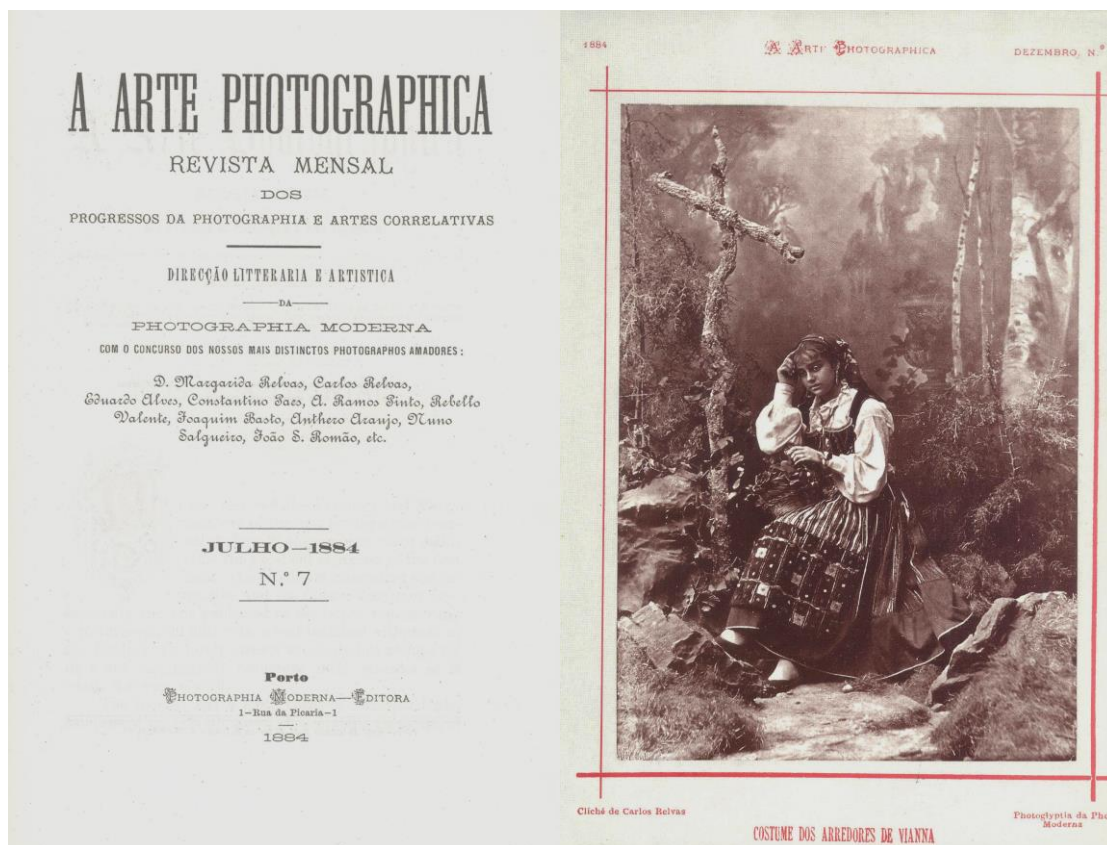 A ARTE PHOTOGRAPHICA
REVISTA MENSAL
DOS
PROGRESSOS DA PHOTOGRAPHIA E ARTES CORRELATIVAS
DIRECÇÃO LITTERARIA E ARTISTICA
DA
PHOTOGRAPHIA MODERNA
COM O CONCURSO DOS NOSSOS MAIS DISTINCTOS PHOTOGRAPHOS AMADORES:
D. Margarida Relvas, Carlos Relvas,
Eduardo Alves, Constantino Paes, A. Ramos Pinto, Rebello
Valente, Joaquim Basto, Anthero Araujo, Nuno
Salgueiro, João S. Romão, etc.
JULHO—1884
N.º 7
Porto
PHOTOGRAPHIA MODERNA—EDITORA
1—Rua da Picaria—1
1884
1884
A ARTE PHOTOGRAPHICA
DEZEMBRO, N.º
Cliché de Carlos Relvas
Photoglyptia da Pho
Moderna
COSTUME DOS ARREDORES DE VIANNA